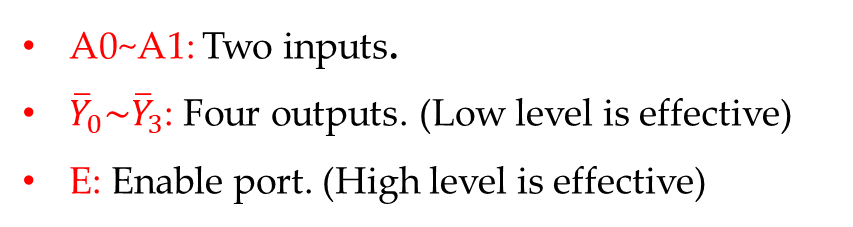 • A0~A1: Two inputs.
• Ȳ₀~Ȳ₃: Four outputs. (Low level is effective)
• E: Enable port. (High level is effective)